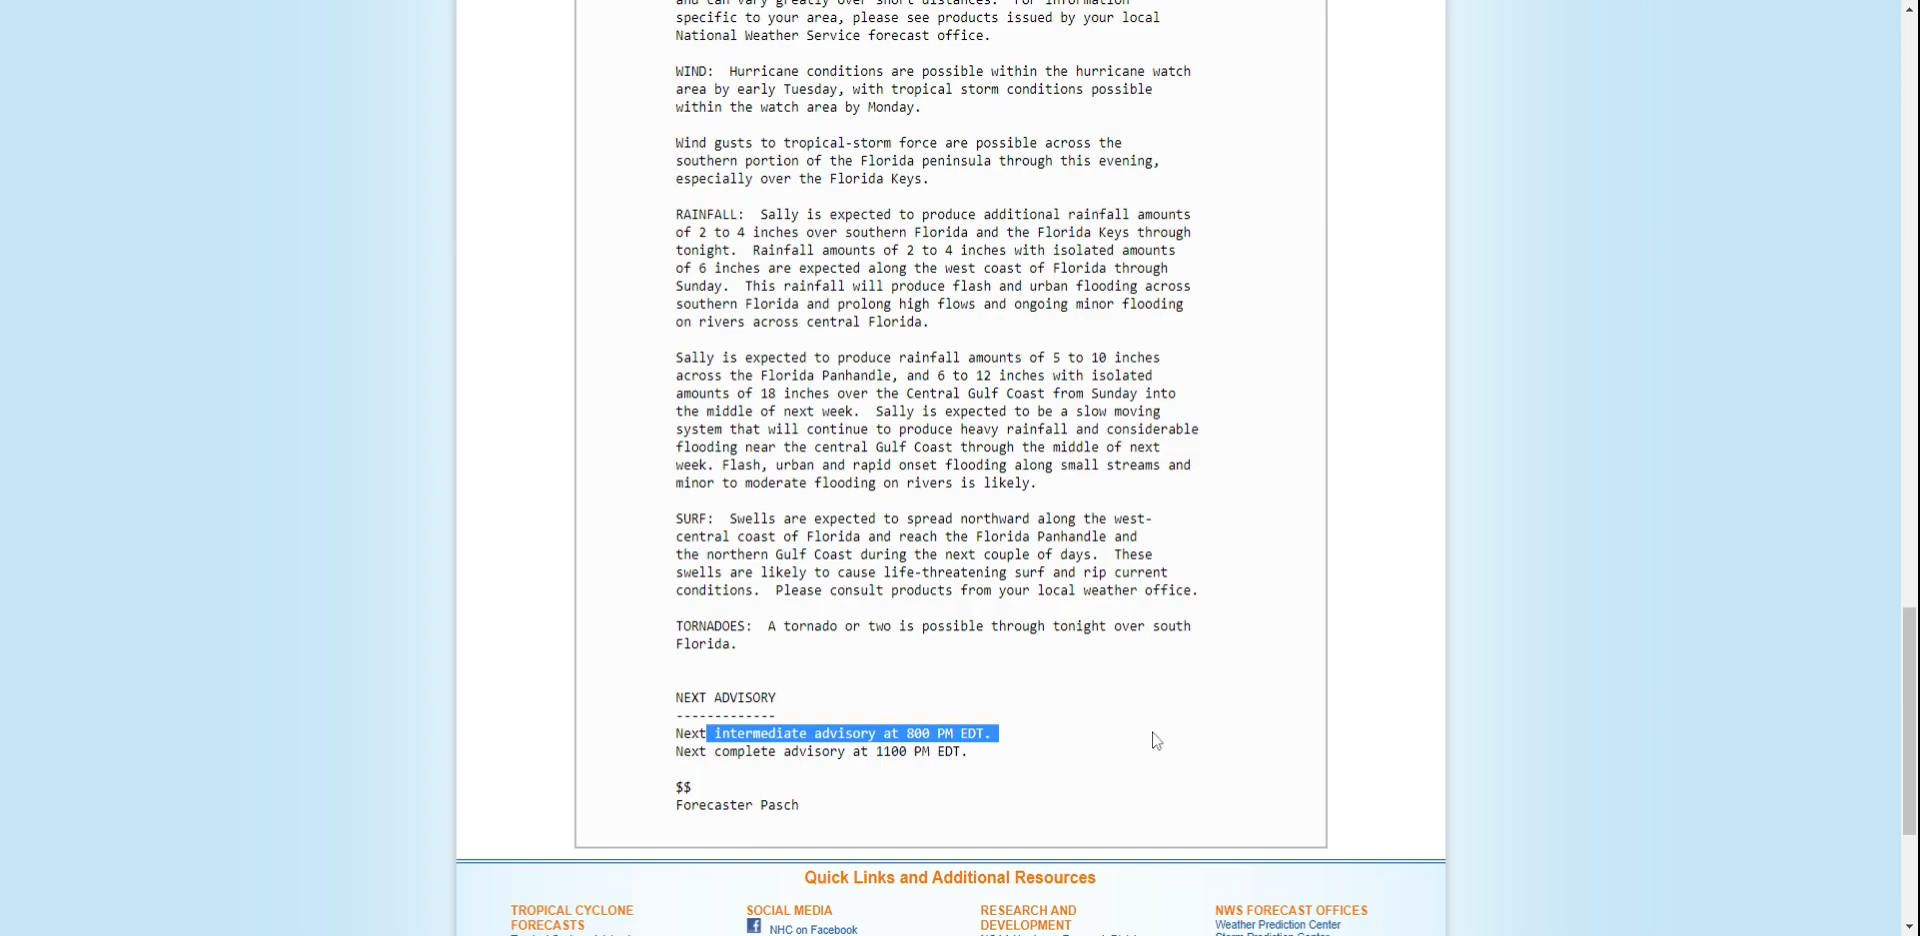 and can vary greatly over short distances.  For information
specific to your area, please see products issued by your local
National Weather Service forecast office.
WIND:  Hurricane conditions are possible within the hurricane watch
area by early Tuesday, with tropical storm conditions possible
within the watch area by Monday.
Wind gusts to tropical-storm force are possible across the
southern portion of the Florida peninsula through this evening,
especially over the Florida Keys.
RAINFALL:  Sally is expected to produce additional rainfall amounts
of 2 to 4 inches over southern Florida and the Florida Keys through
tonight.  Rainfall amounts of 2 to 4 inches with isolated amounts
of 6 inches are expected along the west coast of Florida through
Sunday.  This rainfall will produce flash and urban flooding across
southern Florida and prolong high flows and ongoing minor flooding
on rivers across central Florida.
Sally is expected to produce rainfall amounts of 5 to 10 inches
across the Florida Panhandle, and 6 to 12 inches with isolated
amounts of 18 inches over the Central Gulf Coast from Sunday into
the middle of next week.  Sally is expected to be a slow moving
system that will continue to produce heavy rainfall and considerable
flooding near the central Gulf Coast through the middle of next
week. Flash, urban and rapid onset flooding along small streams and
minor to moderate flooding on rivers is likely.
SURF:  Swells are expected to spread northward along the west-
central coast of Florida and reach the Florida Panhandle and
the northern Gulf Coast during the next couple of days.  These
swells are likely to cause life-threatening surf and rip current
conditions.  Please consult products from your local weather office.
TORNADOES:  A tornado or two is possible through tonight over south
Florida.
NEXT ADVISORY
-------------
Next intermediate advisory at 800 PM EDT.
Next complete advisory at 1100 PM EDT.
$$
Forecaster Pasch
Quick Links and Additional Resources
TROPICAL CYCLONE
FORECASTS
SOCIAL MEDIA
NHC on Facebook
RESEARCH AND
DEVELOPMENT
NWS FORECAST OFFICES
Weather Prediction Center